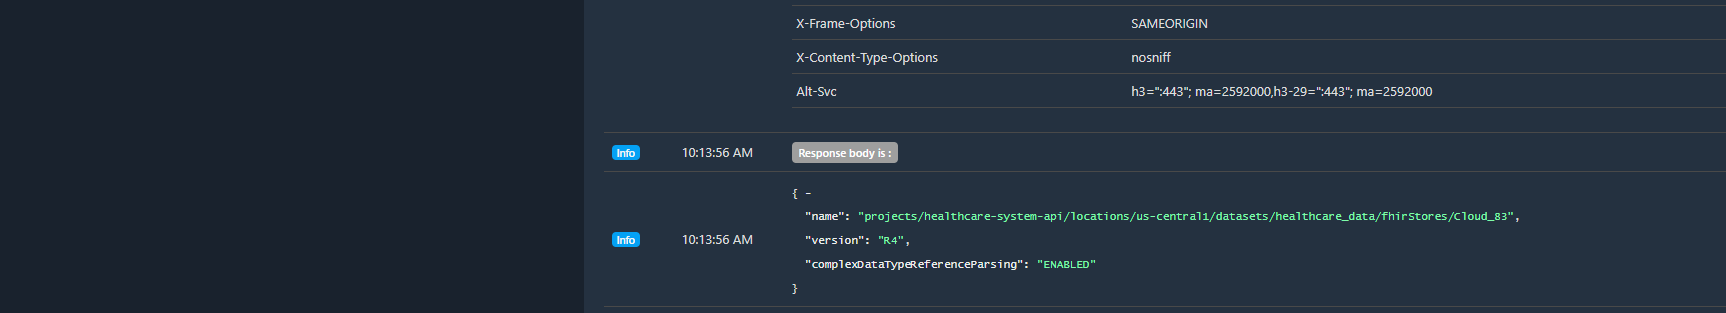 X-Frame-Options SAMEORIGIN
X-Content-Type-Options nosniff
Alt-Svc h3=":443"; ma=2592000,h3-29=":443"; ma=2592000
Info 10:13:56 AM Response body is :
{ -
"name": "projects/healthcare-system-api/locations/us-central1/datasets/healthcare_data/fhirStores/Cloud_83",
Info 10:13:56 AM "version": "R4",
"complexDataTypeReferenceParsing": "ENABLED"
}